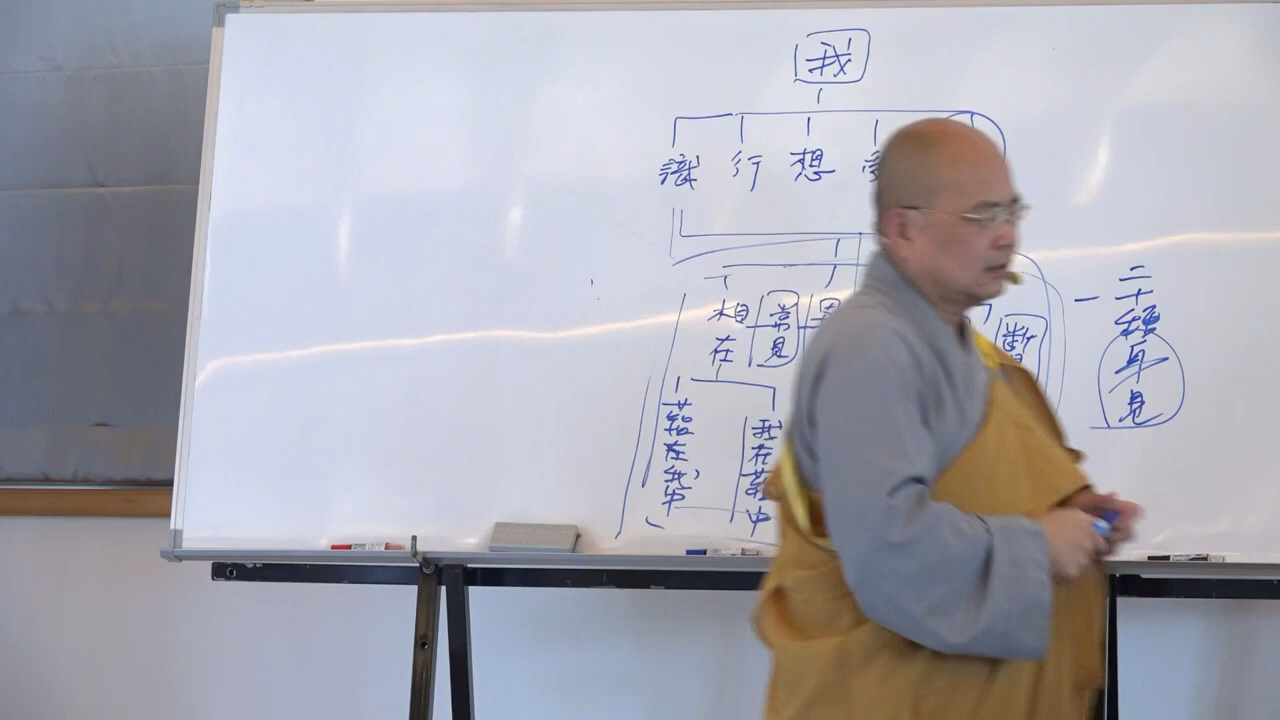 我
識 行 想
相在 常見 斷
蘊在我中 我在蘊中
二十種身見